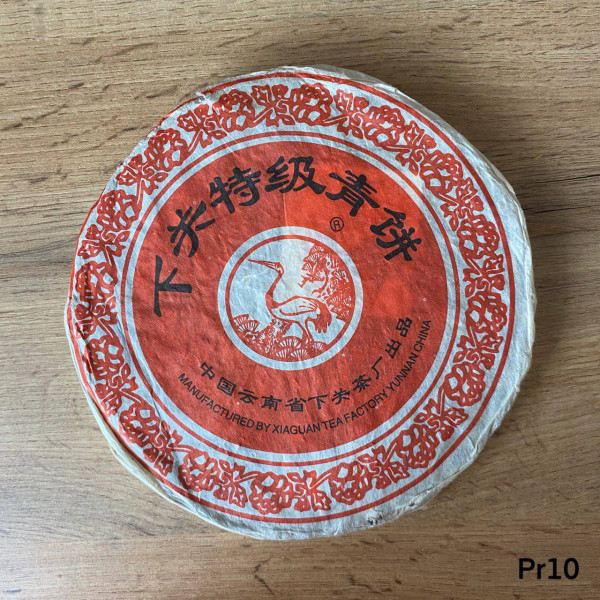 下关特级青饼
®
中国云南省下关茶厂出品
MANUFACTURED BY XIAGUAN TEA FACTORY YUNNAN CHINA
Pr10